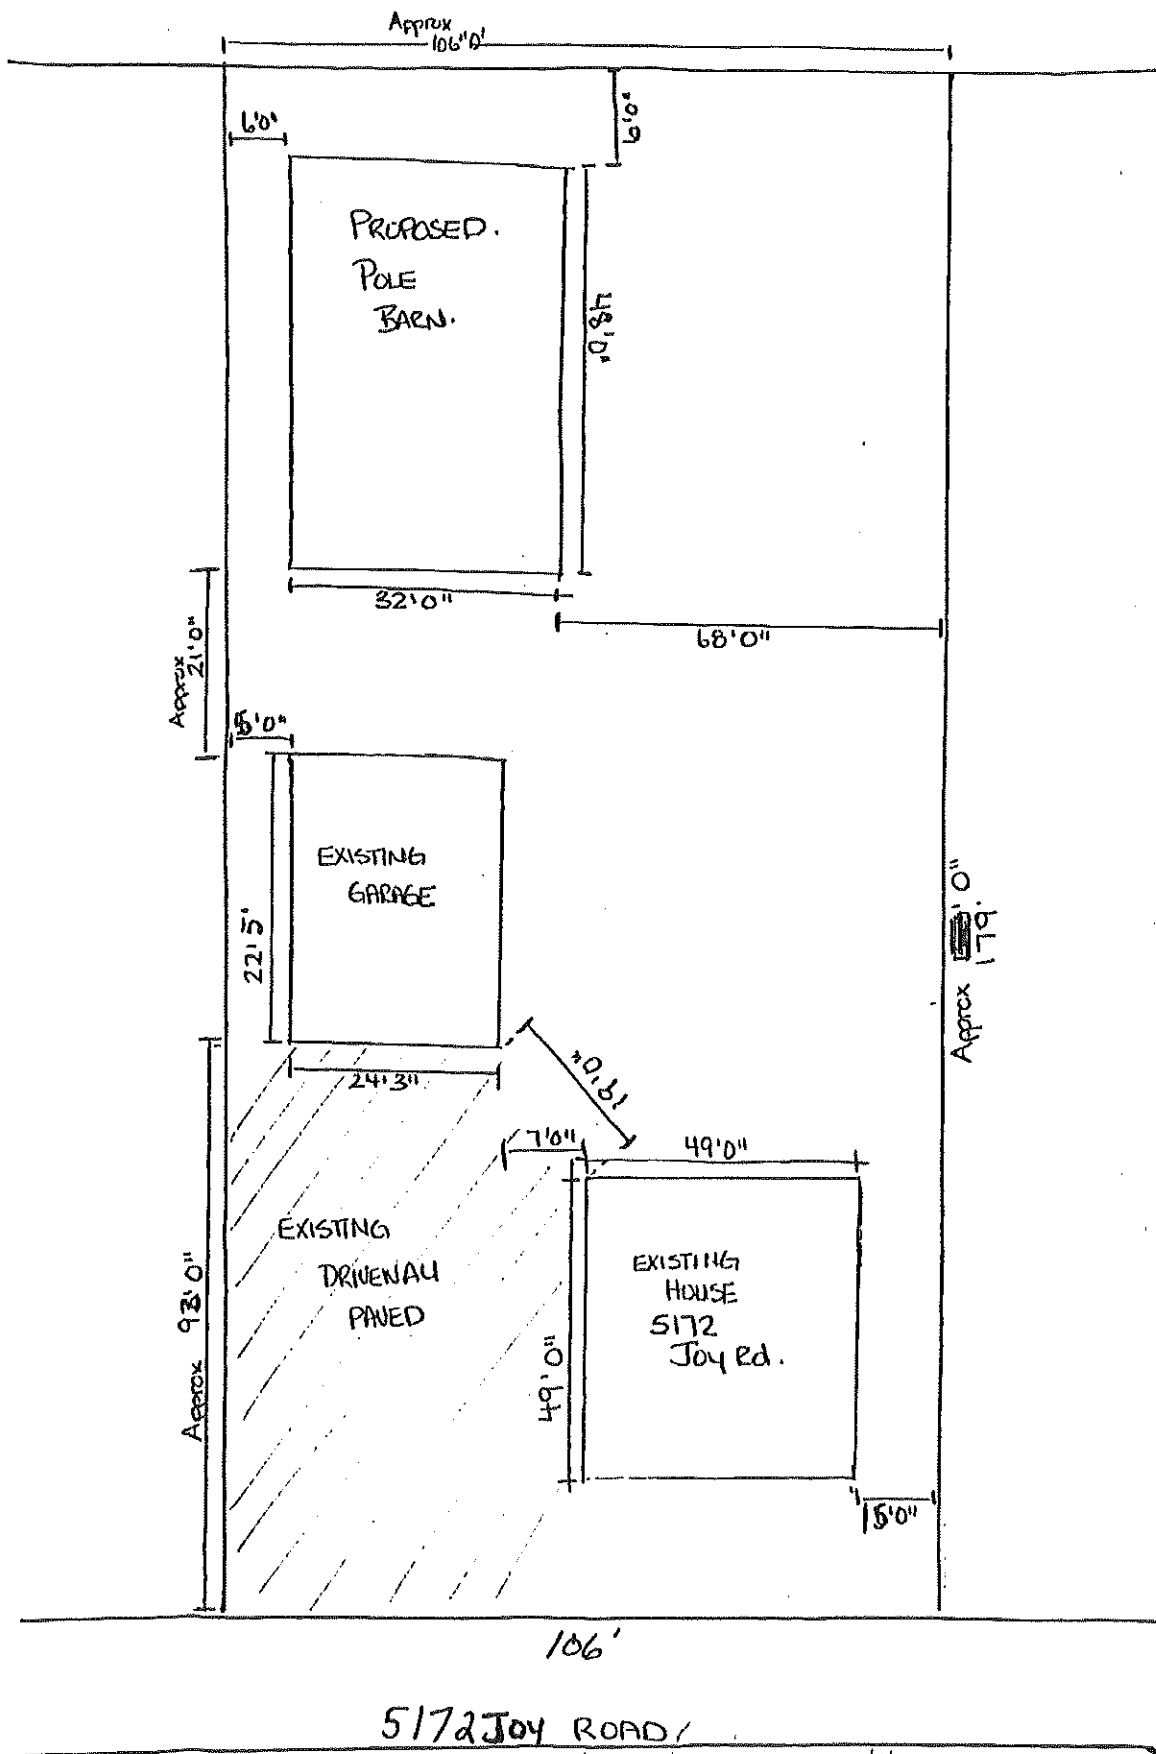 Approx
106"0'
6'0"
6'0"
PROPOSED.
POLE
BARN.
48'0"
32'0"
68'0"
Approx
21'0"
5'0"
EXISTING
GARAGE
22'5"
24'3"
19'0"
7'0"
49'0"
Approx 0"
179.'
EXISTING
DRIVEWAY
PAVED
Approx 93'0"
EXISTING
HOUSE
5172
Joy Rd.
49'0"
15'0"
106'
5172 JOY ROAD